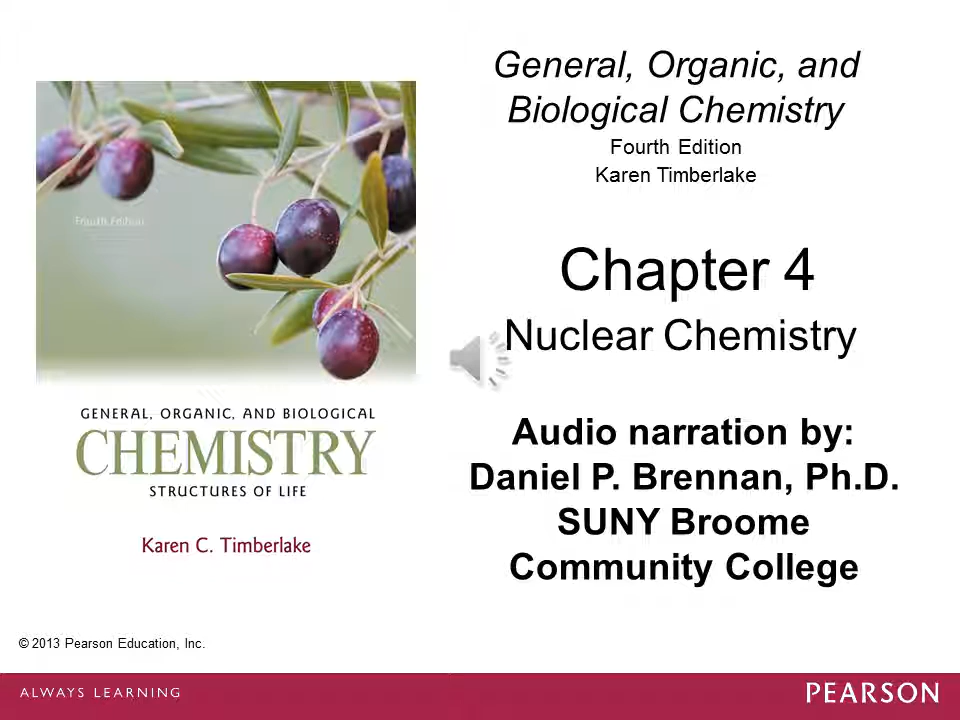 General, Organic, and
Biological Chemistry
Fourth Edition
Karen Timberlake
Chapter 4
Nuclear Chemistry
Audio narration by:
Daniel P. Brennan, Ph.D.
SUNY Broome
Community College
Fourth Edition
GENERAL, ORGANIC, AND BIOLOGICAL
CHEMISTRY
STRUCTURES OF LIFE
Karen C. Timberlake
© 2013 Pearson Education, Inc.
ALWAYS LEARNING
PEARSON